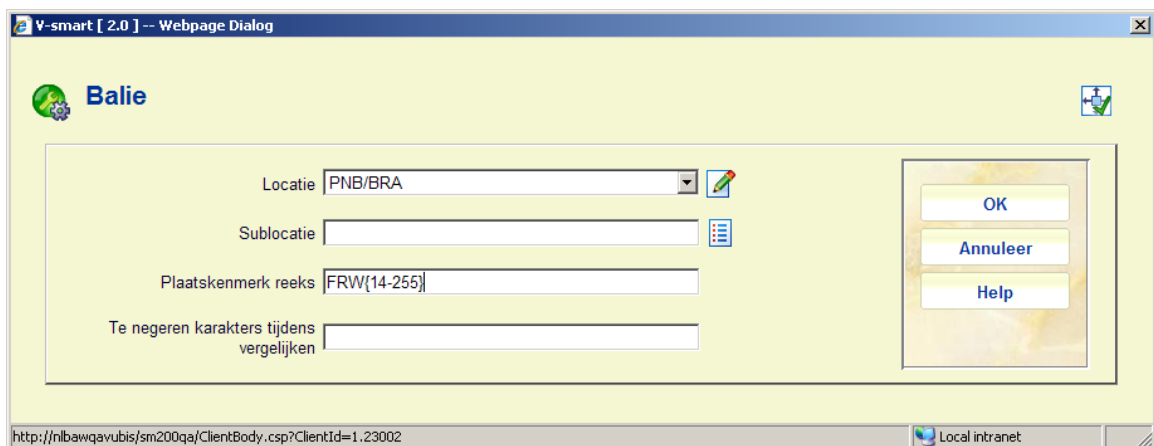 V-smart [ 2.0 ] -- Webpage Dialog
Balie
Locatie PNB/BRA
OK
Sublocatie
Annuleer
Plaatskenmerk reeks FRW{14-255}
Help
Te negeren karakters tijdens
vergelijken
http://nlbawqavubis/sm200qa/ClientBody.csp?ClientId=1.23002 Local intranet